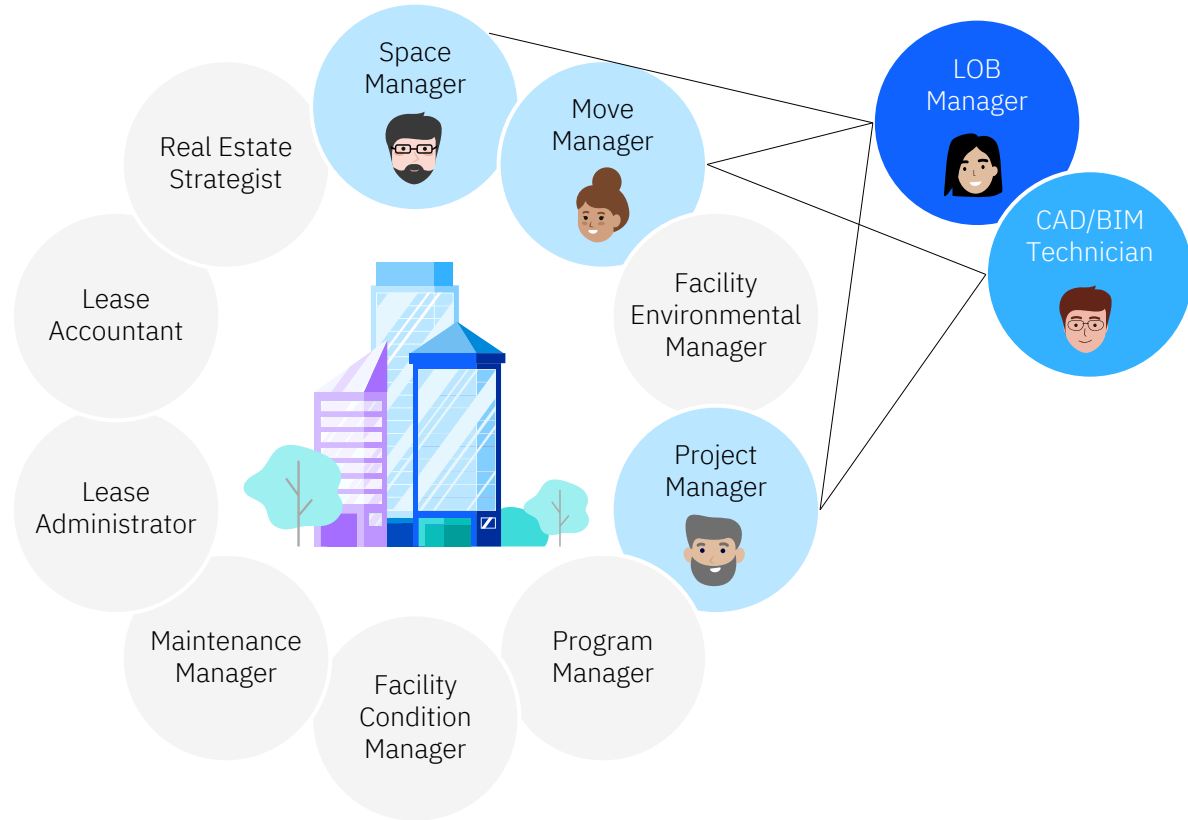 Space
Manager
Move
Manager
LOB
Manager
Real Estate
Strategist
CAD/BIM
Technician
Lease
Accountant
Facility
Environmental
Manager
Lease
Administrator
Project
Manager
Maintenance
Manager
Facility
Condition
Manager
Program
Manager